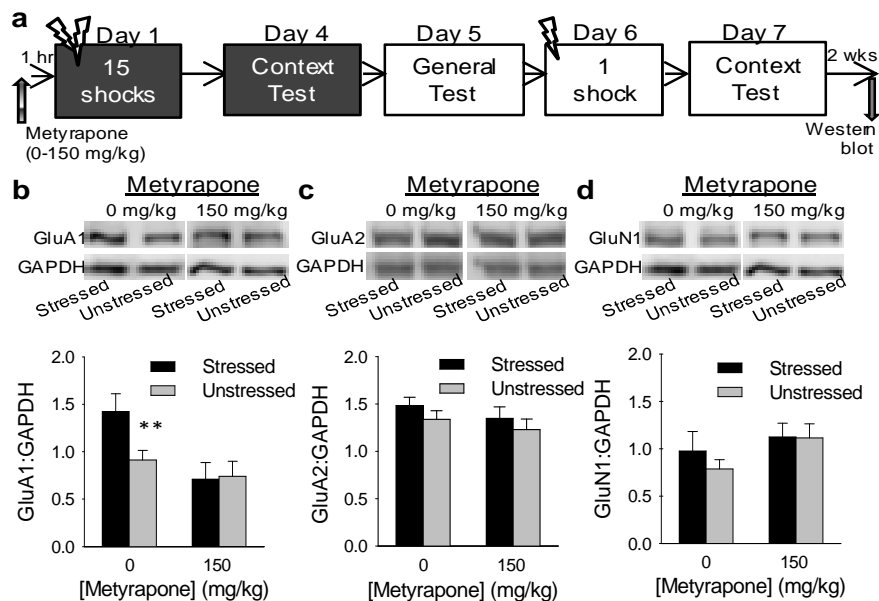 a
Day 1 Day 4 Day 5 Day 6 Day 7
1 hr
15 shocks
Context Test
General Test
1 shock
Context Test
2 wks
Metyrapone
(0-150 mg/kg)
Western
blot
b
Metyrapone
0 mg/kg 150 mg/kg
GluA1
GAPDH
Stressed Unstressed Stressed Unstressed
c
Metyrapone
0 mg/kg 150 mg/kg
GluA2
GAPDH
Stressed Unstressed Stressed Unstressed
d
Metyrapone
0 mg/kg 150 mg/kg
GluN1
GAPDH
Stressed Unstressed Stressed Unstressed
GluA1:GAPDH
2.0
1.5
1.0
0.5
0.0
Stressed
Unstressed
**
0 150
[Metyrapone] (mg/kg)
GluA2:GAPDH
2.0
1.5
1.0
0.5
0.0
Stressed
Unstressed
0 150
[Metyrapone] (mg/kg)
GluN1:GAPDH
2.0
1.5
1.0
0.5
0.0
Stressed
Unstressed
0 150
[Metyrapone] (mg/kg)